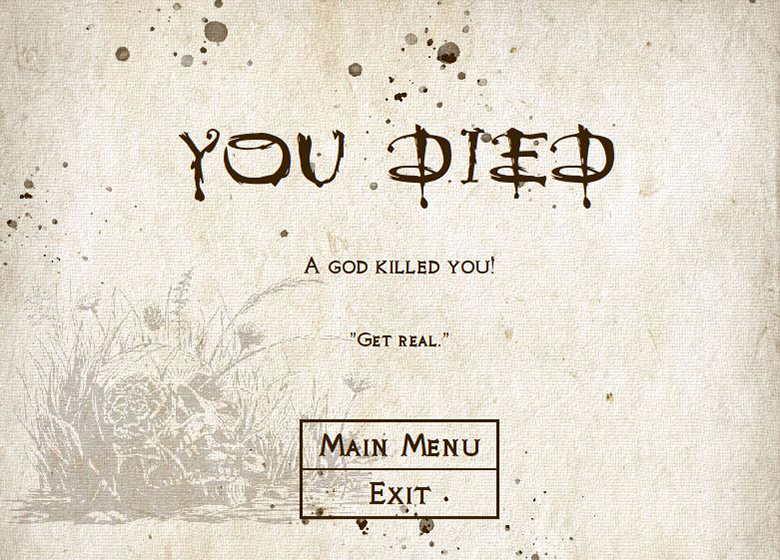 YOU DIED
A GOD KILLED YOU!
"GET REAL."
MAIN MENU
EXIT